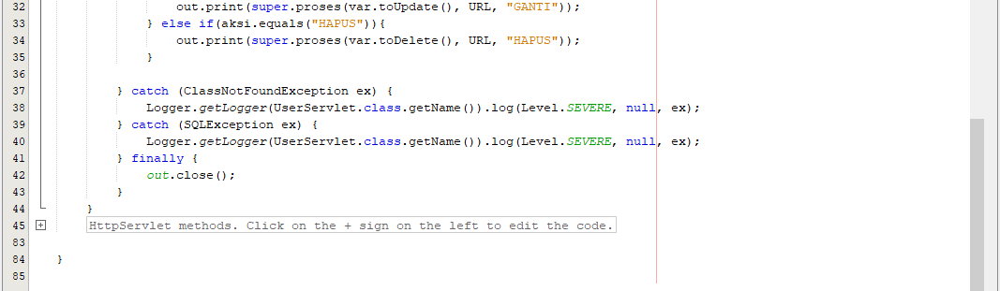 32 out.print(super.proses(var.toUpdate(), URL, "GANTI"));
33 } else if(aksi.equals("HAPUS")){
34 out.print(super.proses(var.toDelete(), URL, "HAPUS"));
35 }
36
37 } catch (ClassNotFoundException ex) {
38 Logger.getLogger(UserServlet.class.getName()).log(Level.SEVERE, null, ex);
39 } catch (SQLException ex) {
40 Logger.getLogger(UserServlet.class.getName()).log(Level.SEVERE, null, ex);
41 } finally {
42 out.close();
43 }
44 }
45 HttpServlet methods. Click on the + sign on the left to edit the code.
83
84 }
85